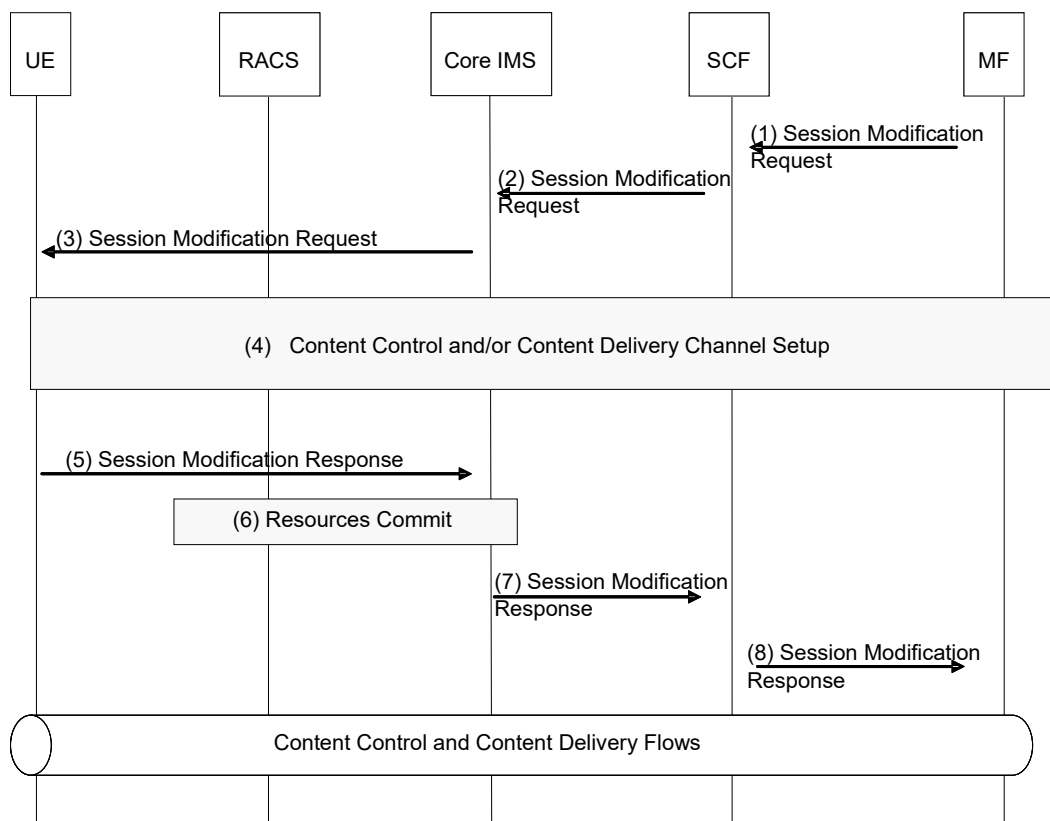 UE
RACS
Core IMS
SCF
MF
(1) Session Modification
Request
(2) Session Modification
Request
(3) Session Modification Request
(4) Content Control and/or Content Delivery Channel Setup
(5) Session Modification Response
(6) Resources Commit
(7) Session Modification
Response
(8) Session Modification
Response
Content Control and Content Delivery Flows